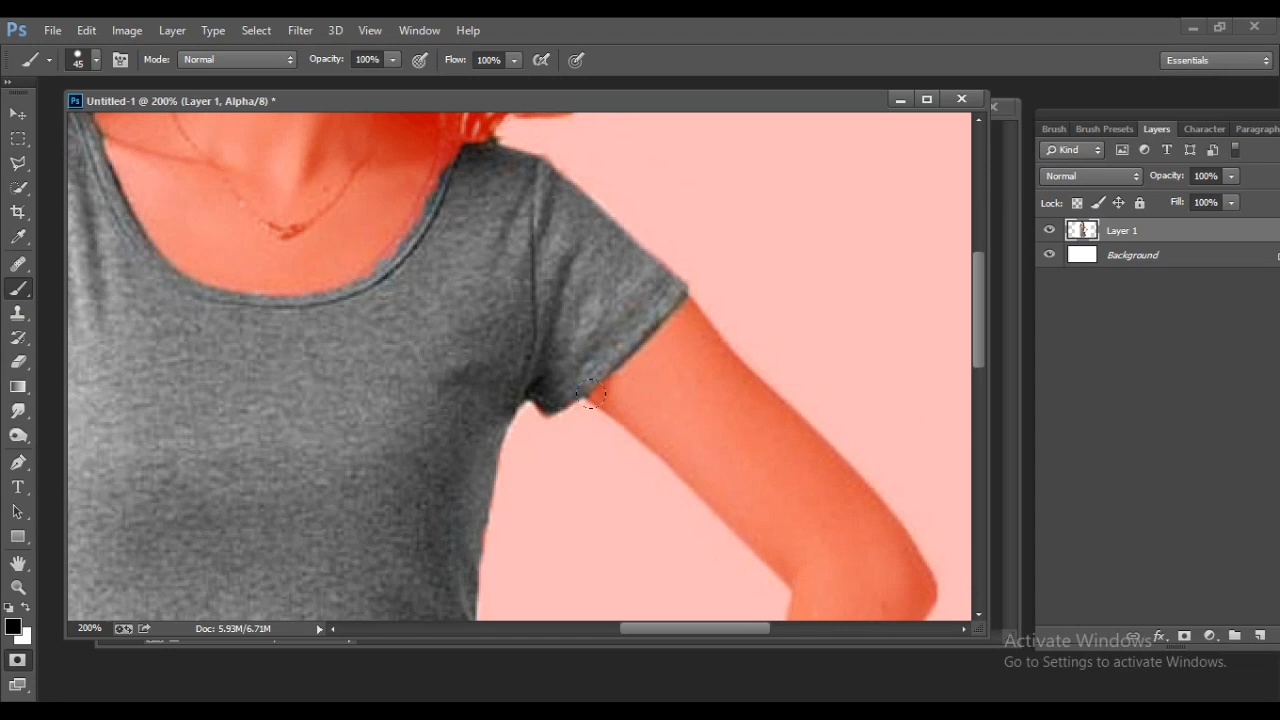 Ps File Edit Image Layer Type Select Filter 3D View Window Help
45 Mode: Normal Opacity: 100% Flow: 100% Essentials
Ps Untitled-1 @ 200% (Layer 1, Alpha/8) *
Brush Brush Presets Layers Character Paragraph
Kind
Normal Opacity: 100%
Lock: Fill: 100%
Layer 1
Background
T
200% Doc: 5.93M/6.71M
fx
Activate Windows
Go to Settings to activate Windows.